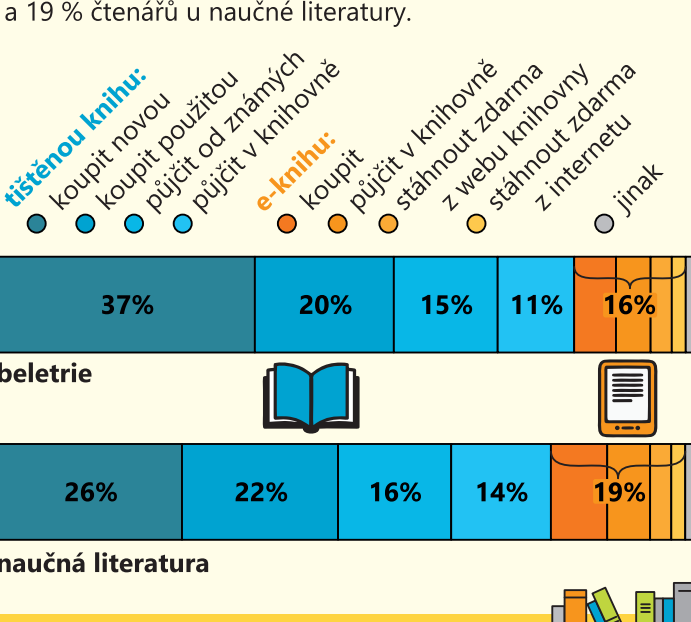 a 19 % čtenářů u naučné literatury.
tištěnou knihu:
koupit novou
koupit použitou
půjčit od známých
půjčit v knihovně
e-knihu:
koupit
půjčit v knihovně
stáhnout zdarma
z webu knihovny
stáhnout zdarma
z internetu
jinak
37% 20% 15% 11% 16%
beletrie
26% 22% 16% 14% 19%
naučná literatura